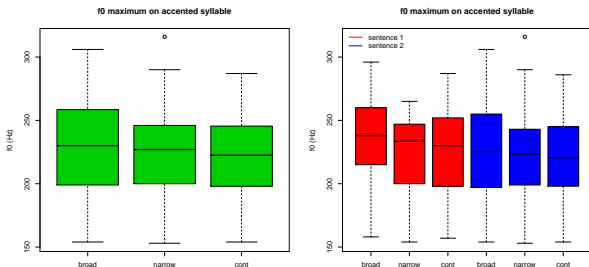 f0 maximum on accented syllable
f0 (Hz)
300
250
200
150
broad narrow cont
f0 maximum on accented syllable
sentence 1
sentence 2
f0 (Hz)
300
250
200
150
broad narrow cont broad narrow cont